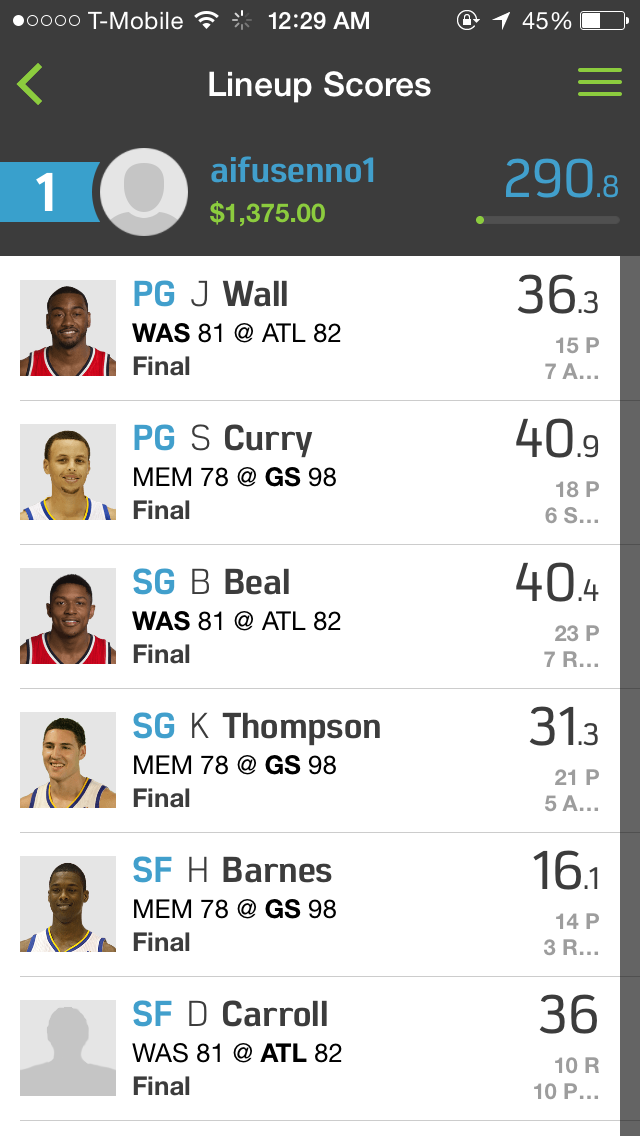 T-Mobile 12:29 AM 45%
Lineup Scores
1 aifusenno1 290.8
$1,375.00
PG J Wall 36.3
WAS 81 @ ATL 82 15 P
Final 7 A...
PG S Curry 40.9
MEM 78 @ GS 98 18 P
Final 6 S...
SG B Beal 40.4
WAS 81 @ ATL 82 23 P
Final 7 R...
SG K Thompson 31.3
MEM 78 @ GS 98 21 P
Final 5 A...
SF H Barnes 16.1
MEM 78 @ GS 98 14 P
Final 3 R...
SF D Carroll 36
WAS 81 @ ATL 82 10 R
Final 10 P...